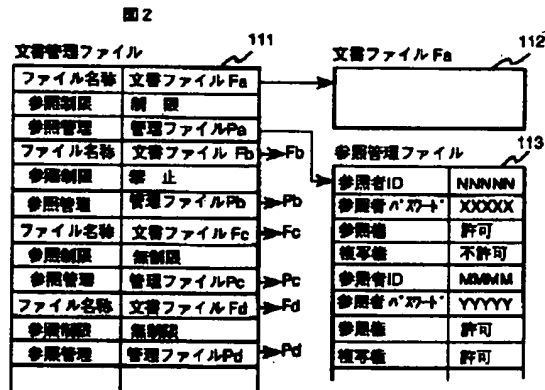 図2
文書管理ファイル
111
ファイル名称 文書ファイルFa
参照制限 制 限
参照管理 管理ファイルPa
ファイル名称 文書ファイル Fb Fb
参照制限 禁 止
参照管理 管理ファイルPb Pb
ファイル名称 文書ファイル Fc Fc
参照制限 無制限
参照管理 管理ファイルPc Pc
ファイル名称 文書ファイル Fd Fd
参照制限 無制限
参照管理 管理ファイルPd Pd
文書ファイル Fa
112
参照管理ファイル
113
参照者ID NNNNN
参照者パスワード XXXXX
参照権 許可
複写権 不許可
参照者ID MMMM
参照者パスワード YYYYY
参照権 許可
複写権 許可